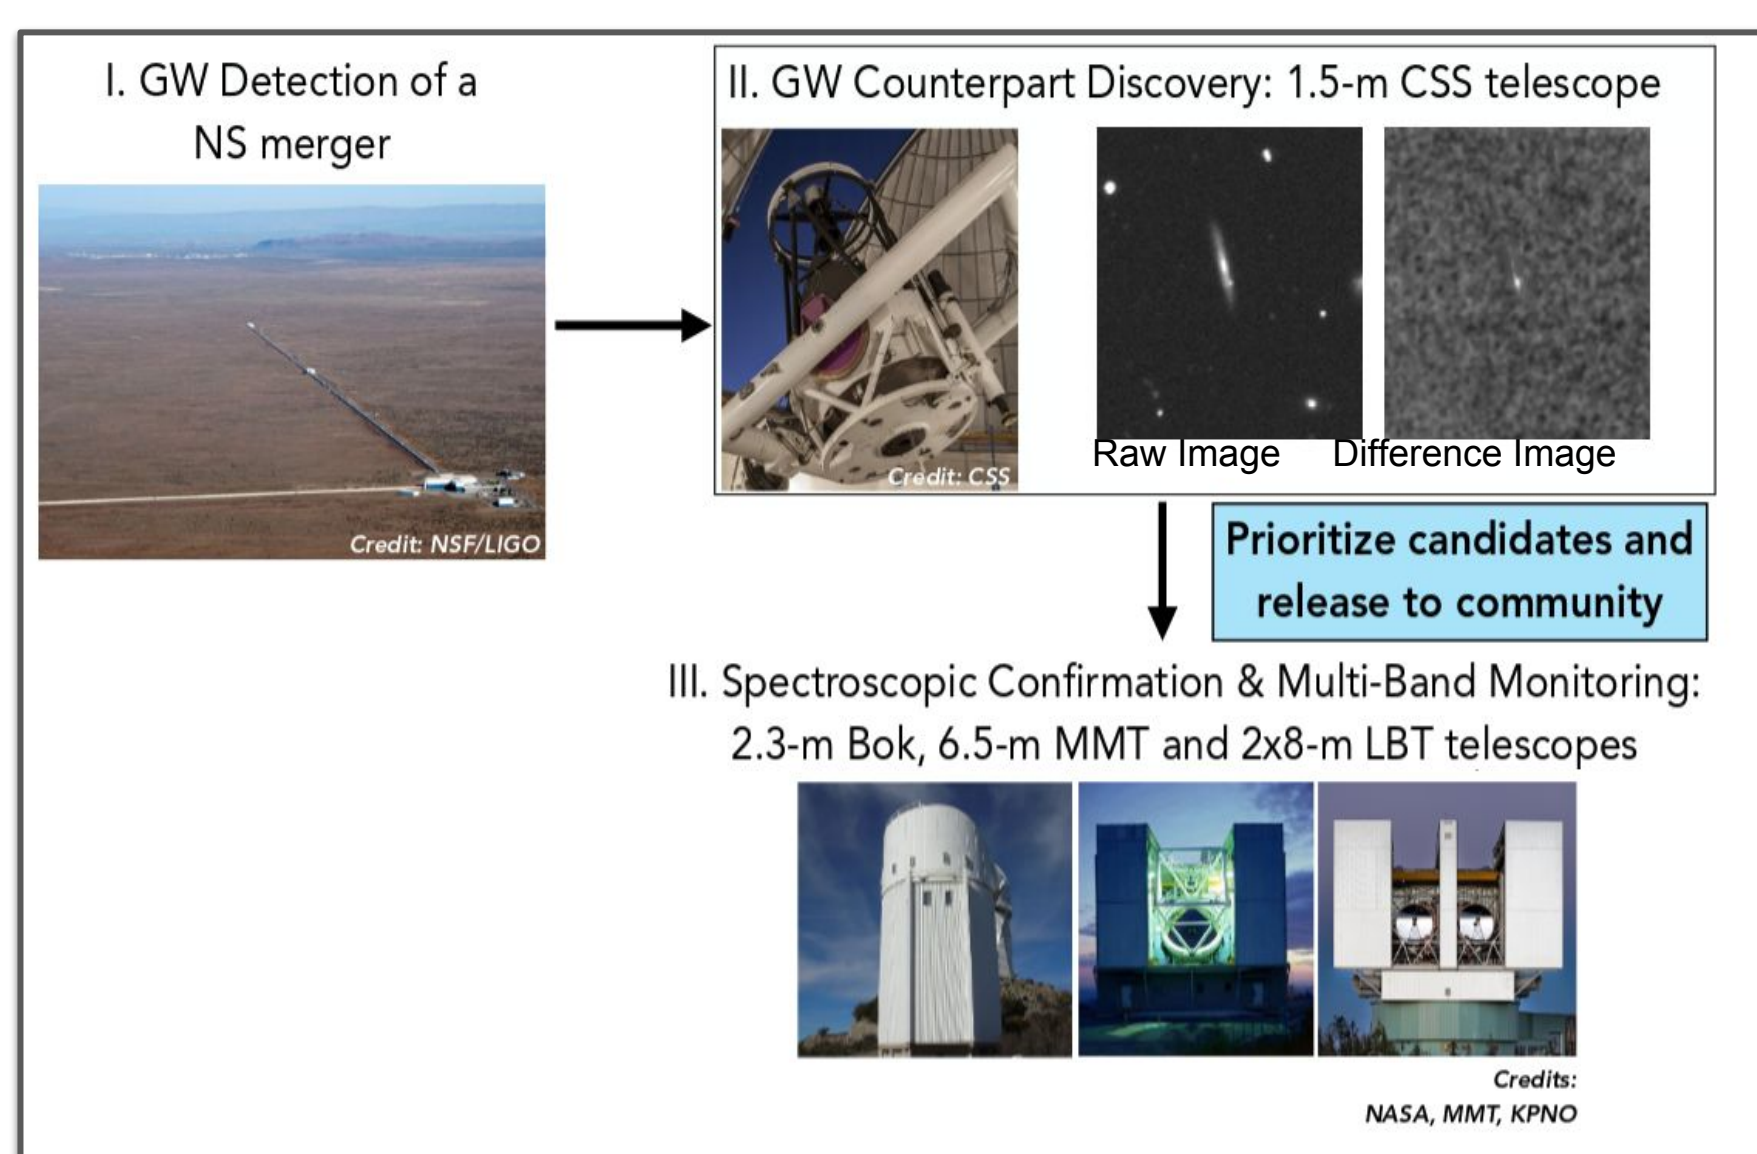 I. GW Detection of a
NS merger
Credit: NSF/LIGO
II. GW Counterpart Discovery: 1.5-m CSS telescope
Credit: CSS
Raw Image
Difference Image
Prioritize candidates and
release to community
III. Spectroscopic Confirmation & Multi-Band Monitoring:
2.3-m Bok, 6.5-m MMT and 2x8-m LBT telescopes
Credits:
NASA, MMT, KPNO